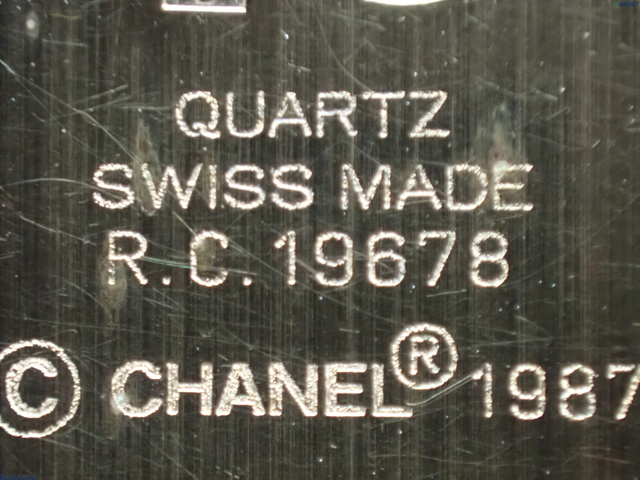 QUARTZ
SWISS MADE
R.C. 19678
© CHANEL® 1987